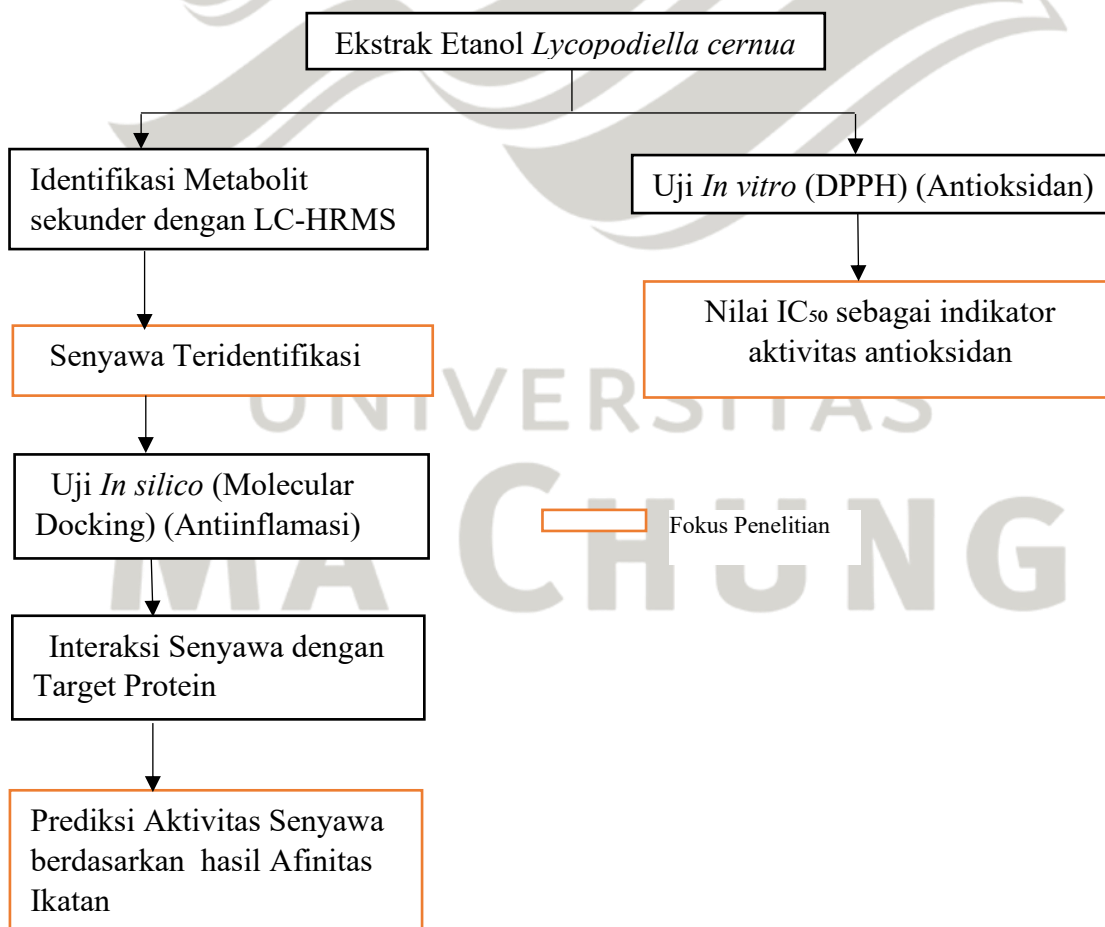 Ekstrak Etanol Lycopodiella cernua
Identifikasi Metabolit
sekunder dengan LC-HRMS
Uji In vitro (DPPH) (Antioksidan)
Senyawa Teridentifikasi
Nilai IC₅₀ sebagai indikator
aktivitas antioksidan
UNIVERSITAS
MA CHUNG
Uji In silico (Molecular
Docking) (Antiinflamasi)
Fokus Penelitian
Interaksi Senyawa dengan
Target Protein
Prediksi Aktivitas Senyawa
berdasarkan hasil Afinitas
Ikatan